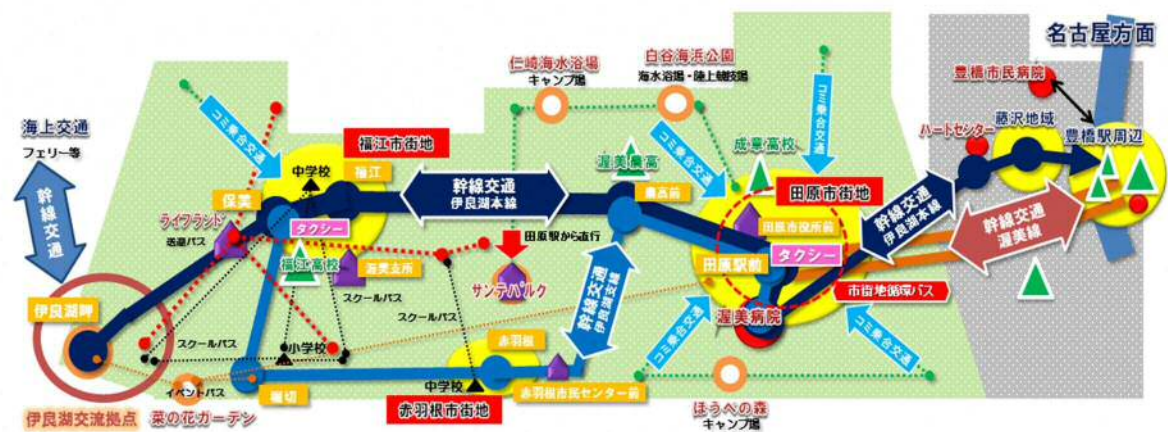 名古屋方面
仁崎海水浴場
キャンプ場
白谷海浜公園
海水浴場・陸上競技場
豊橋市民病院
藤沢地域
豊橋駅周辺
ハートセンター
海上交通
フェリー等
幹線交通
コミ乗合交通
福江市街地
中学校
福江
保美
タクシー
ライフランド
送迎バス
福江高校
渥美支所
スクールバス
幹線交通
伊良湖本線
渥美農高
農高前
コミ乗合交通
成章高校
コミ乗合交通
田原市街地
田原市役所前
タクシー
田原駅前
幹線交通
伊良湖本線
幹線交通
渥美線
田原駅から直行
サンテパルク
幹線交通
伊良湖支線
市街地循環バス
渥美病院
コミ乗合交通
コミ乗合交通
伊良湖岬
スクールバス
小学校
スクールバス
赤羽根
イベントバス
堀切
中学校
赤羽根市民センター前
伊良湖交流拠点
菜の花ガーデン
赤羽根市街地
ほうべの森
キャンプ場